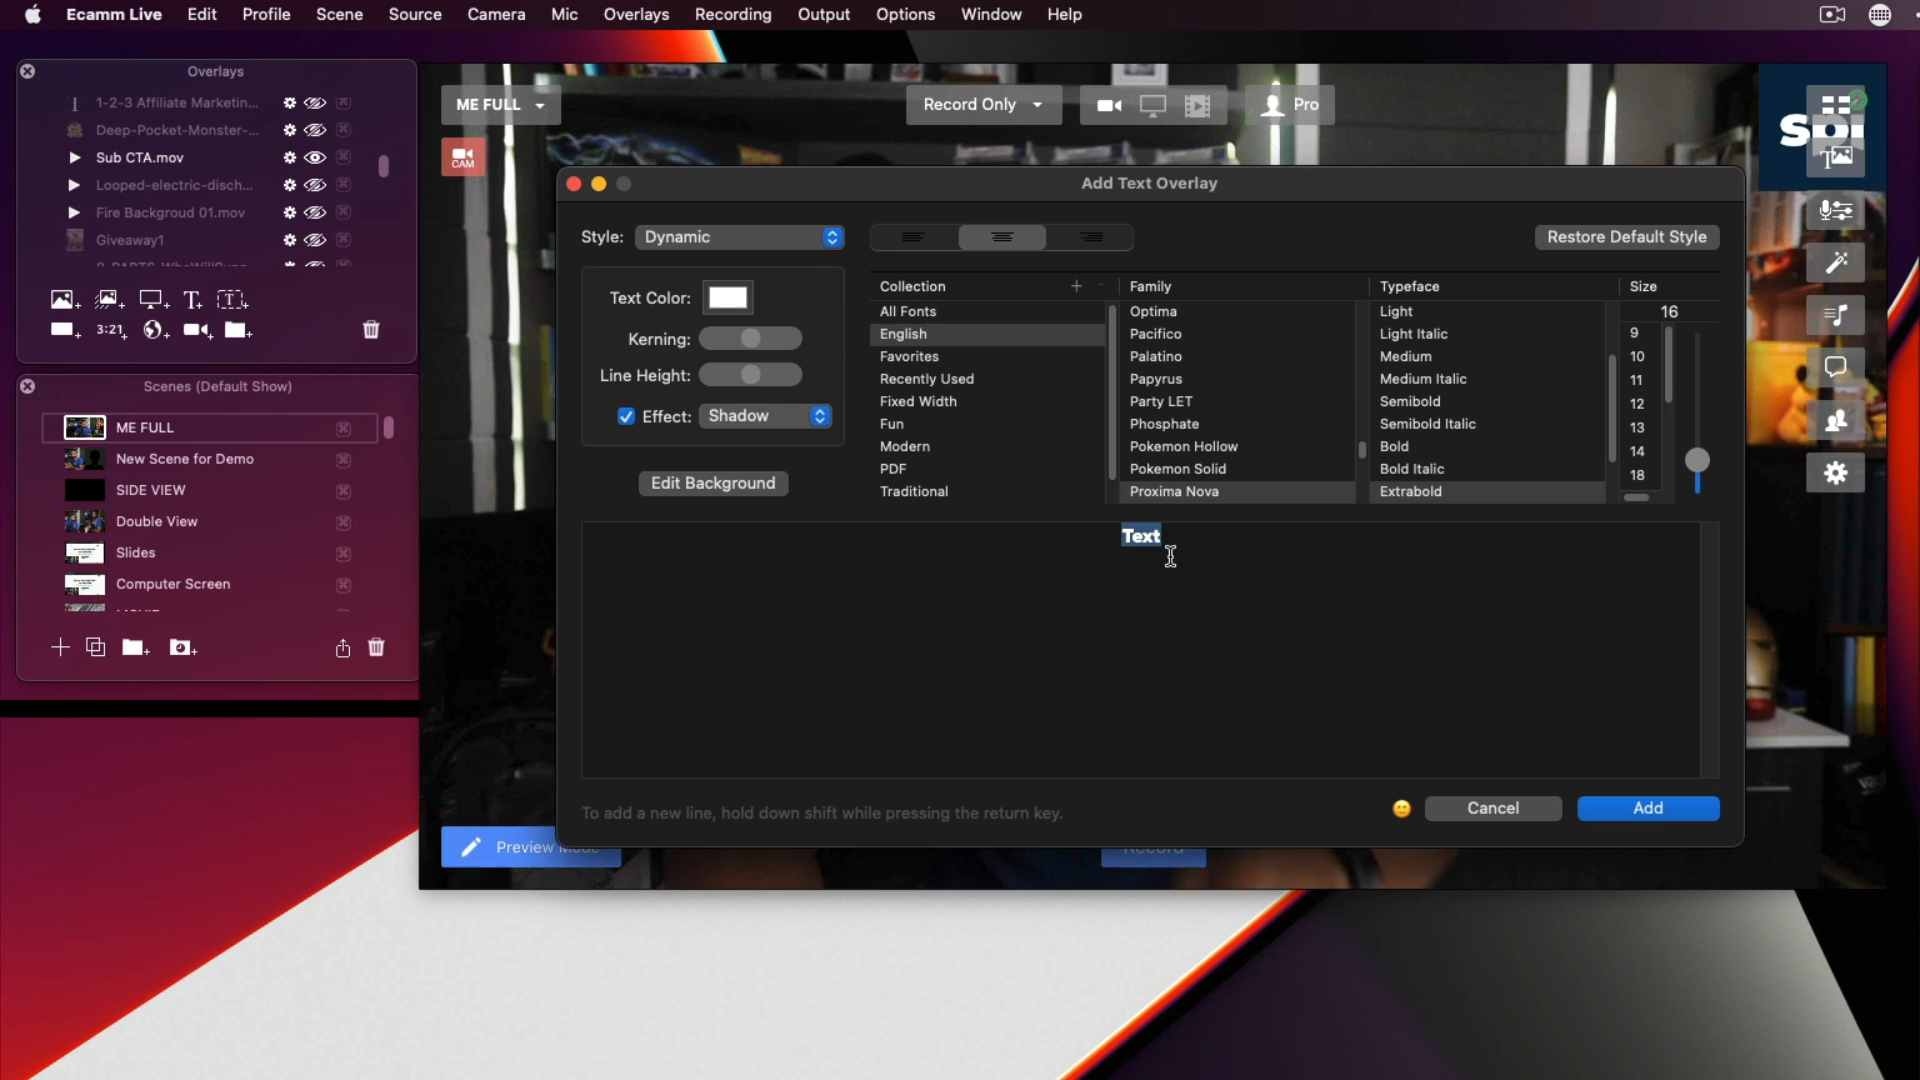 Ecamm Live Edit Profile Scene Source Camera Mic Overlays Recording Output Options Window Help
Overlays
1-2-3 Affiliate Marketin...
Deep-Pocket-Monster-...
Sub CTA.mov
Looped-electric-disch...
Fire Backgroud 01.mov
Giveaway1
3:21
Scenes (Default Show)
ME FULL
New Scene for Demo
SIDE VIEW
Double View
Slides
Computer Screen
ME FULL
CAM
Record Only
Pro
Add Text Overlay
Style: Dynamic
Restore Default Style
Text Color:
Kerning:
Line Height:
Effect: Shadow
Edit Background
Collection
All Fonts
English
Favorites
Recently Used
Fixed Width
Fun
Modern
PDF
Traditional
Family
Optima
Pacifico
Palatino
Papyrus
Party LET
Phosphate
Pokemon Hollow
Pokemon Solid
Proxima Nova
Typeface
Light
Light Italic
Medium
Medium Italic
Semibold
Semibold Italic
Bold
Bold Italic
Extrabold
Size
16
9
10
11
12
13
14
18
Text
To add a new line, hold down shift while pressing the return key.
Cancel
Add
Preview Mode
Record